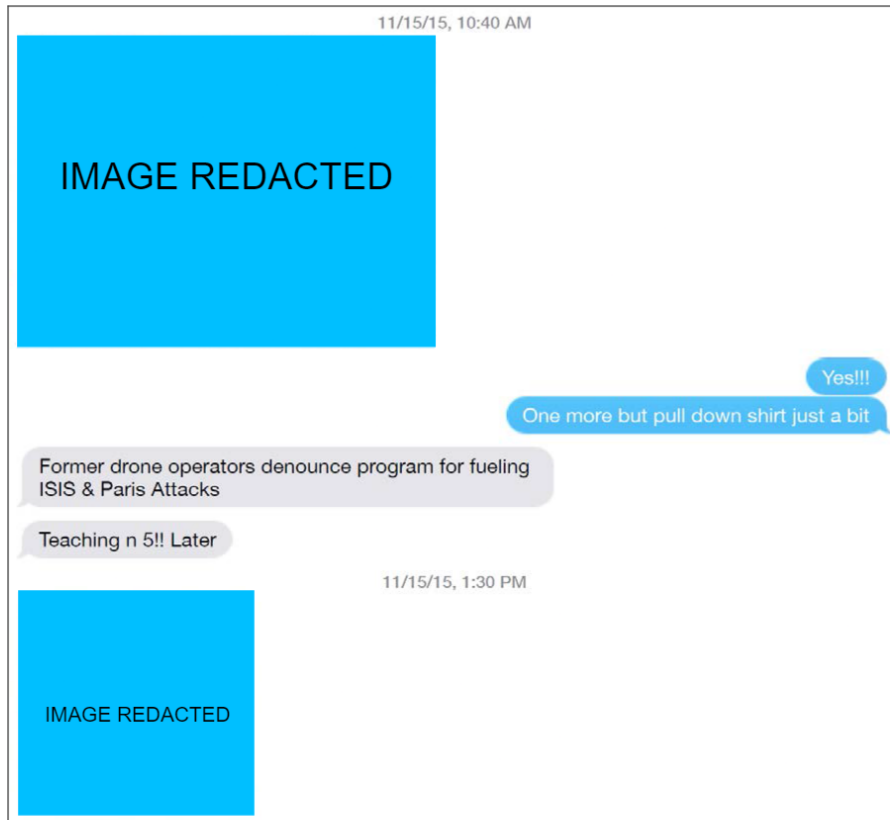 11/15/15, 10:40 AM
IMAGE REDACTED
Yes!!!
One more but pull down shirt just a bit
Former drone operators denounce program for fueling
ISIS & Paris Attacks
Teaching n 5!! Later
11/15/15, 1:30 PM
IMAGE REDACTED